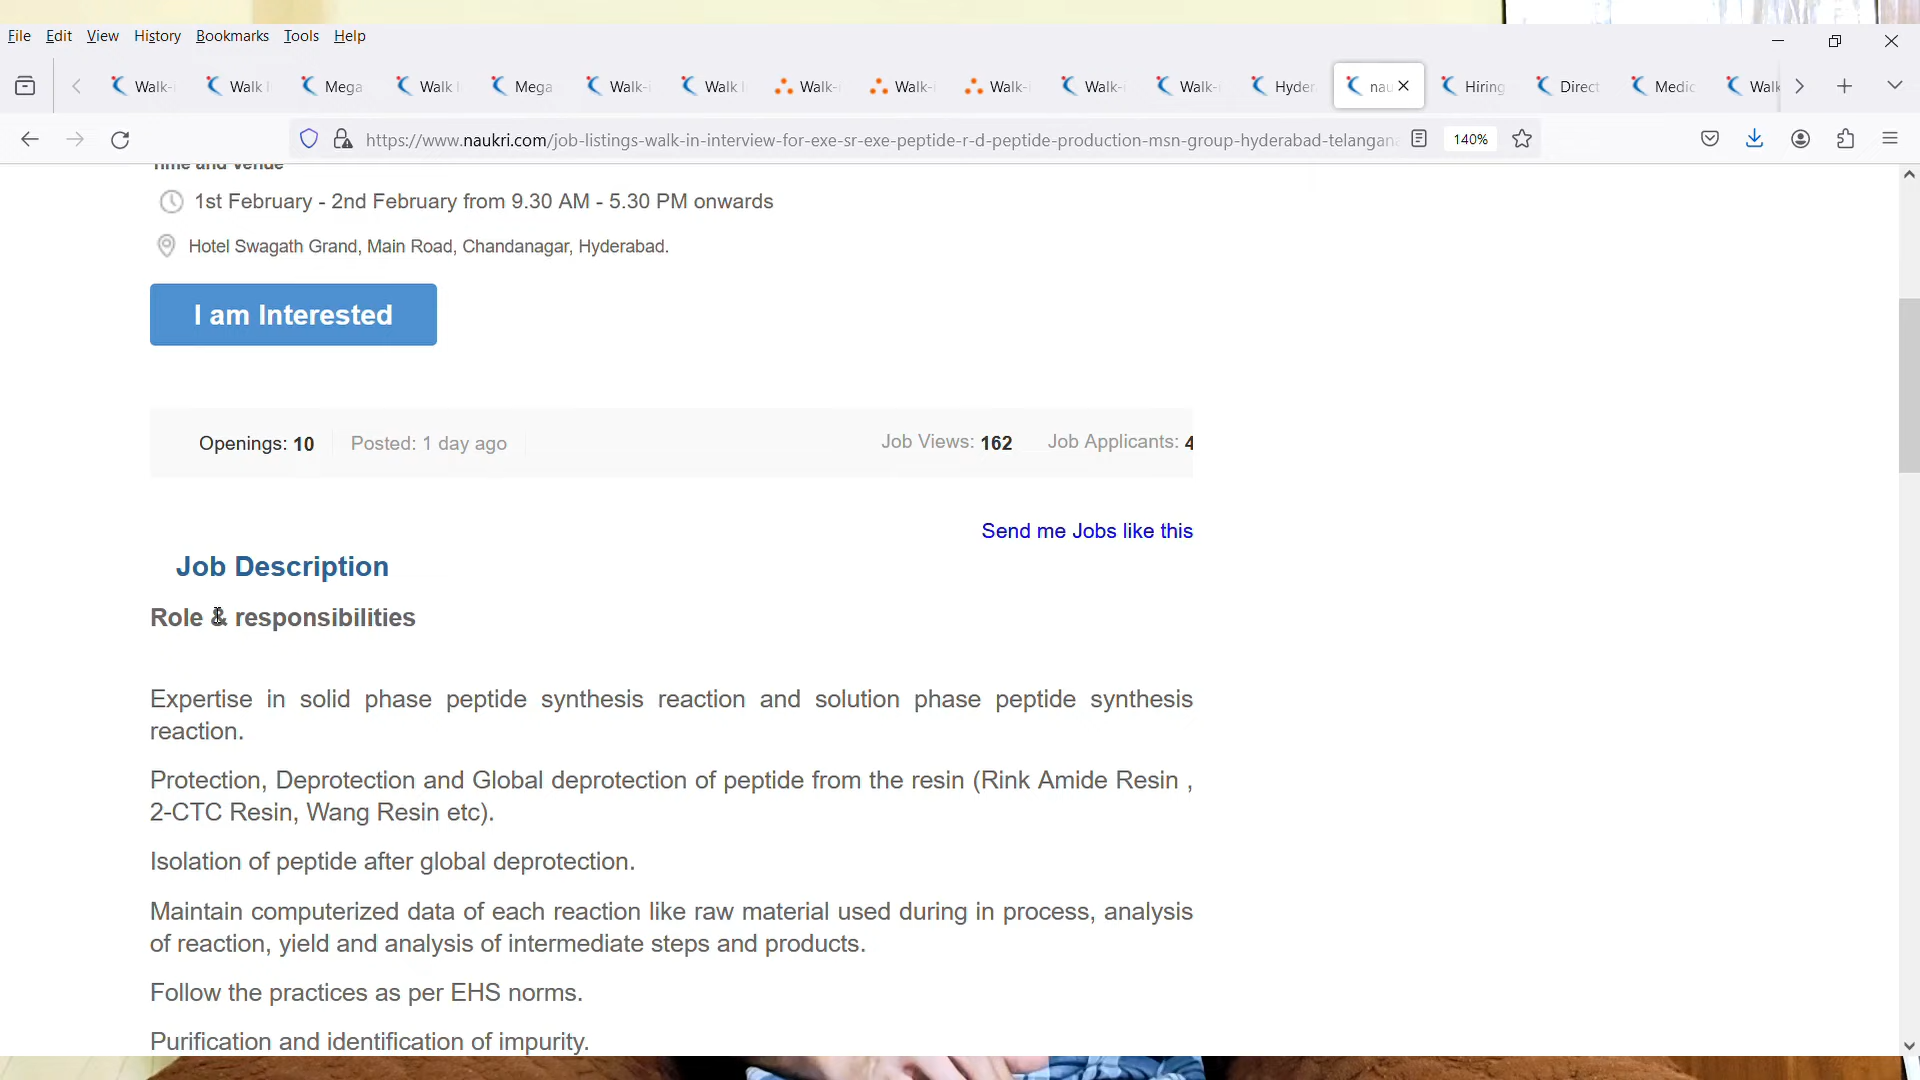 File Edit View History Bookmarks Tools Help
Walk- Walk I Mega Walk I Mega Walk-i Walk I Walk- Walk- Walk- Walk-i Walk- Hyder nau Hiring Direct Medic Walk
https://www.naukri.com/job-listings-walk-in-interview-for-exe-sr-exe-peptide-r-d-peptide-production-msn-group-hyderabad-telangan 140%
Time and Venue
1st February - 2nd February from 9.30 AM - 5.30 PM onwards
Hotel Swagath Grand, Main Road, Chandanagar, Hyderabad.
I am Interested
Openings: 10 Posted: 1 day ago Job Views: 162 Job Applicants: 4
Send me Jobs like this
Job Description
Role & responsibilities
Expertise in solid phase peptide synthesis reaction and solution phase peptide synthesis
reaction.
Protection, Deprotection and Global deprotection of peptide from the resin (Rink Amide Resin ,
2-CTC Resin, Wang Resin etc).
Isolation of peptide after global deprotection.
Maintain computerized data of each reaction like raw material used during in process, analysis
of reaction, yield and analysis of intermediate steps and products.
Follow the practices as per EHS norms.
Purification and identification of impurity.